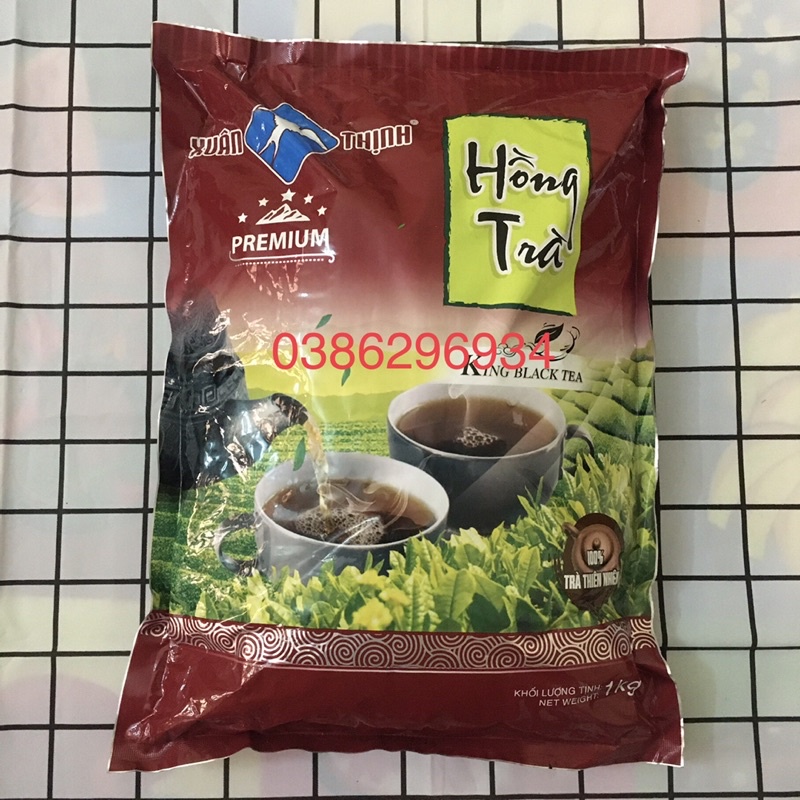 XUÂN THỊNH®
PREMIUM
Hồng
Trà
0386296934
KING BLACK TEA
100%
TRÀ THIÊN NHIÊN
KHỐI LƯỢNG TỊNH:
NET WEIGHT: 1kg